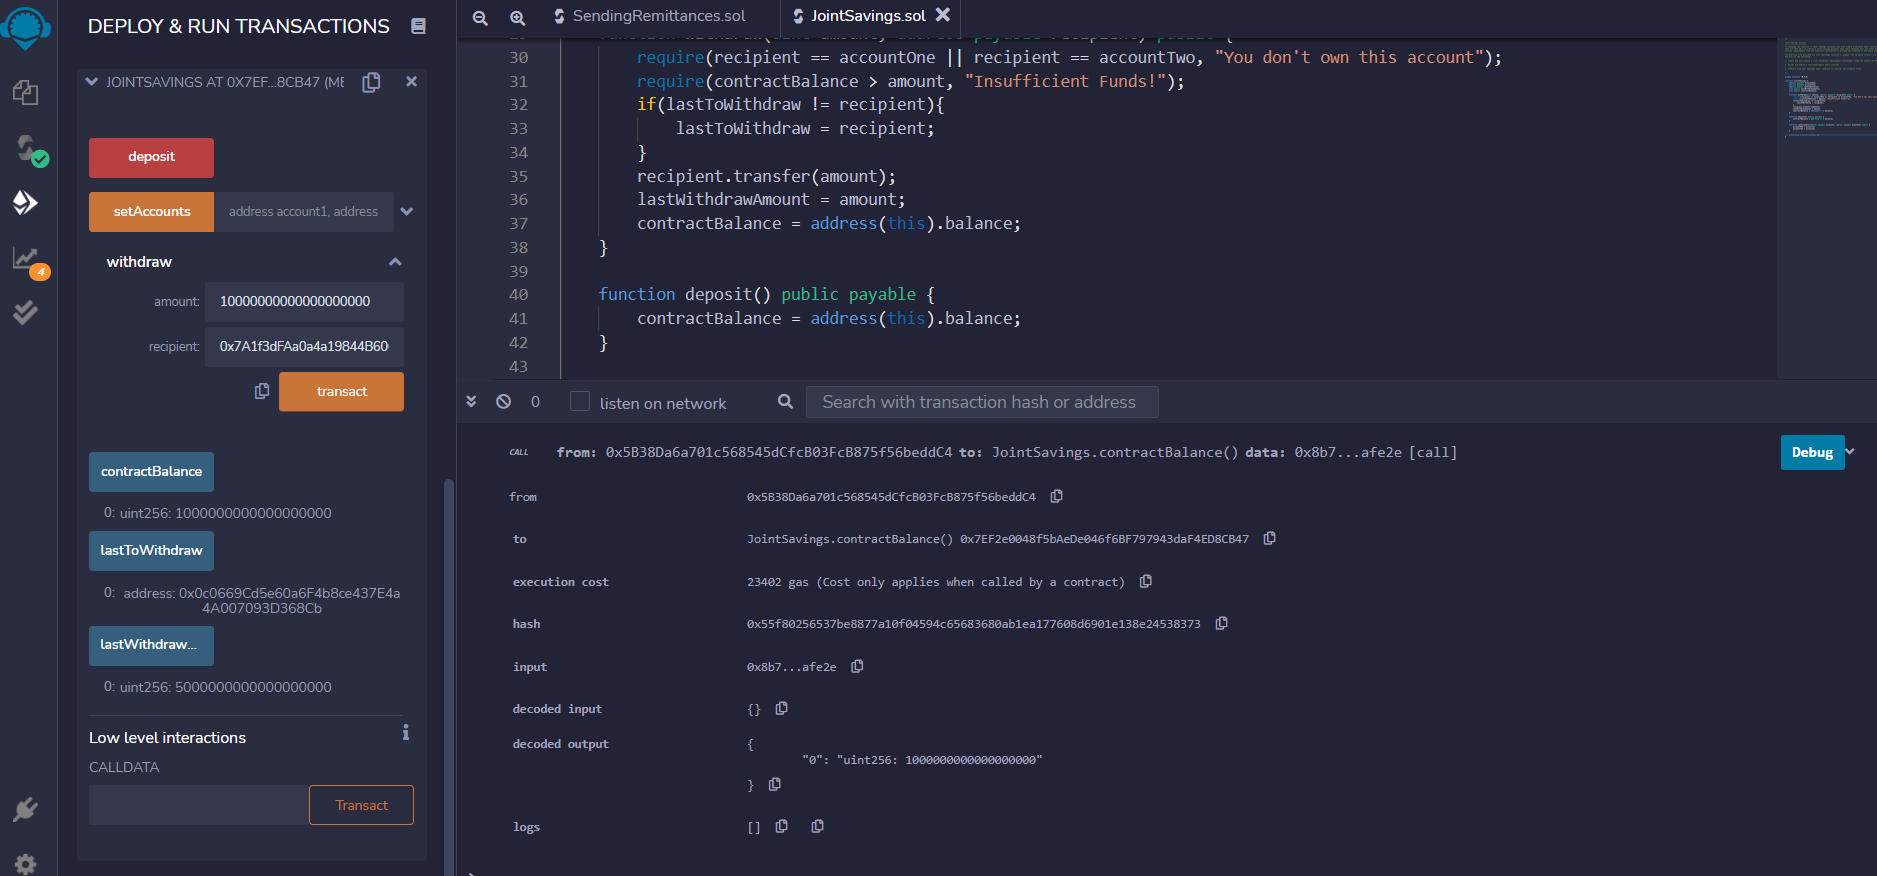 DEPLOY & RUN TRANSACTIONS
JOINTSAVINGS AT 0X7EF...8CB47 (ME
deposit
setAccounts
address account1, address
withdraw
amount:
10000000000000000000
recipient:
0x7A1f3dFAa0a4a19844B60
transact
contractBalance
0: uint256: 1000000000000000000
lastToWithdraw
0: address: 0x0c0669Cd5e60a6F4b8ce437E4a
4A007093D368Cb
lastWithdraw...
0: uint256: 5000000000000000000
Low level interactions
CALLDATA
Transact
4
SendingRemittances.sol
JointSavings.sol
30 require(recipient == accountOne || recipient == accountTwo, "You don't own this account");
31 require(contractBalance > amount, "Insufficient Funds!");
32 if(lastToWithdraw != recipient){
33 lastToWithdraw = recipient;
34 }
35 recipient.transfer(amount);
36 lastWithdrawAmount = amount;
37 contractBalance = address(this).balance;
38 }
39
40 function deposit() public payable {
41 contractBalance = address(this).balance;
42 }
43
0
listen on network
Search with transaction hash or address
CALL from: 0x5B38Da6a701c568545dCfcB03FcB875f56beddC4 to: JointSavings.contractBalance() data: 0x8b7...afe2e [call]
Debug
from 0x5B38Da6a701c568545dCfcB03FcB875f56beddC4
to JointSavings.contractBalance() 0x7EF2e0048f5bAeDe046f6BF797943daF4ED8CB47
execution cost 23402 gas (Cost only applies when called by a contract)
hash 0x55f80256537be8877a10f04594c65683680ab1ea177608d6901e138e24538373
input 0x8b7...afe2e
decoded input {}
decoded output {
"0": "uint256: 1000000000000000000"
}
logs []